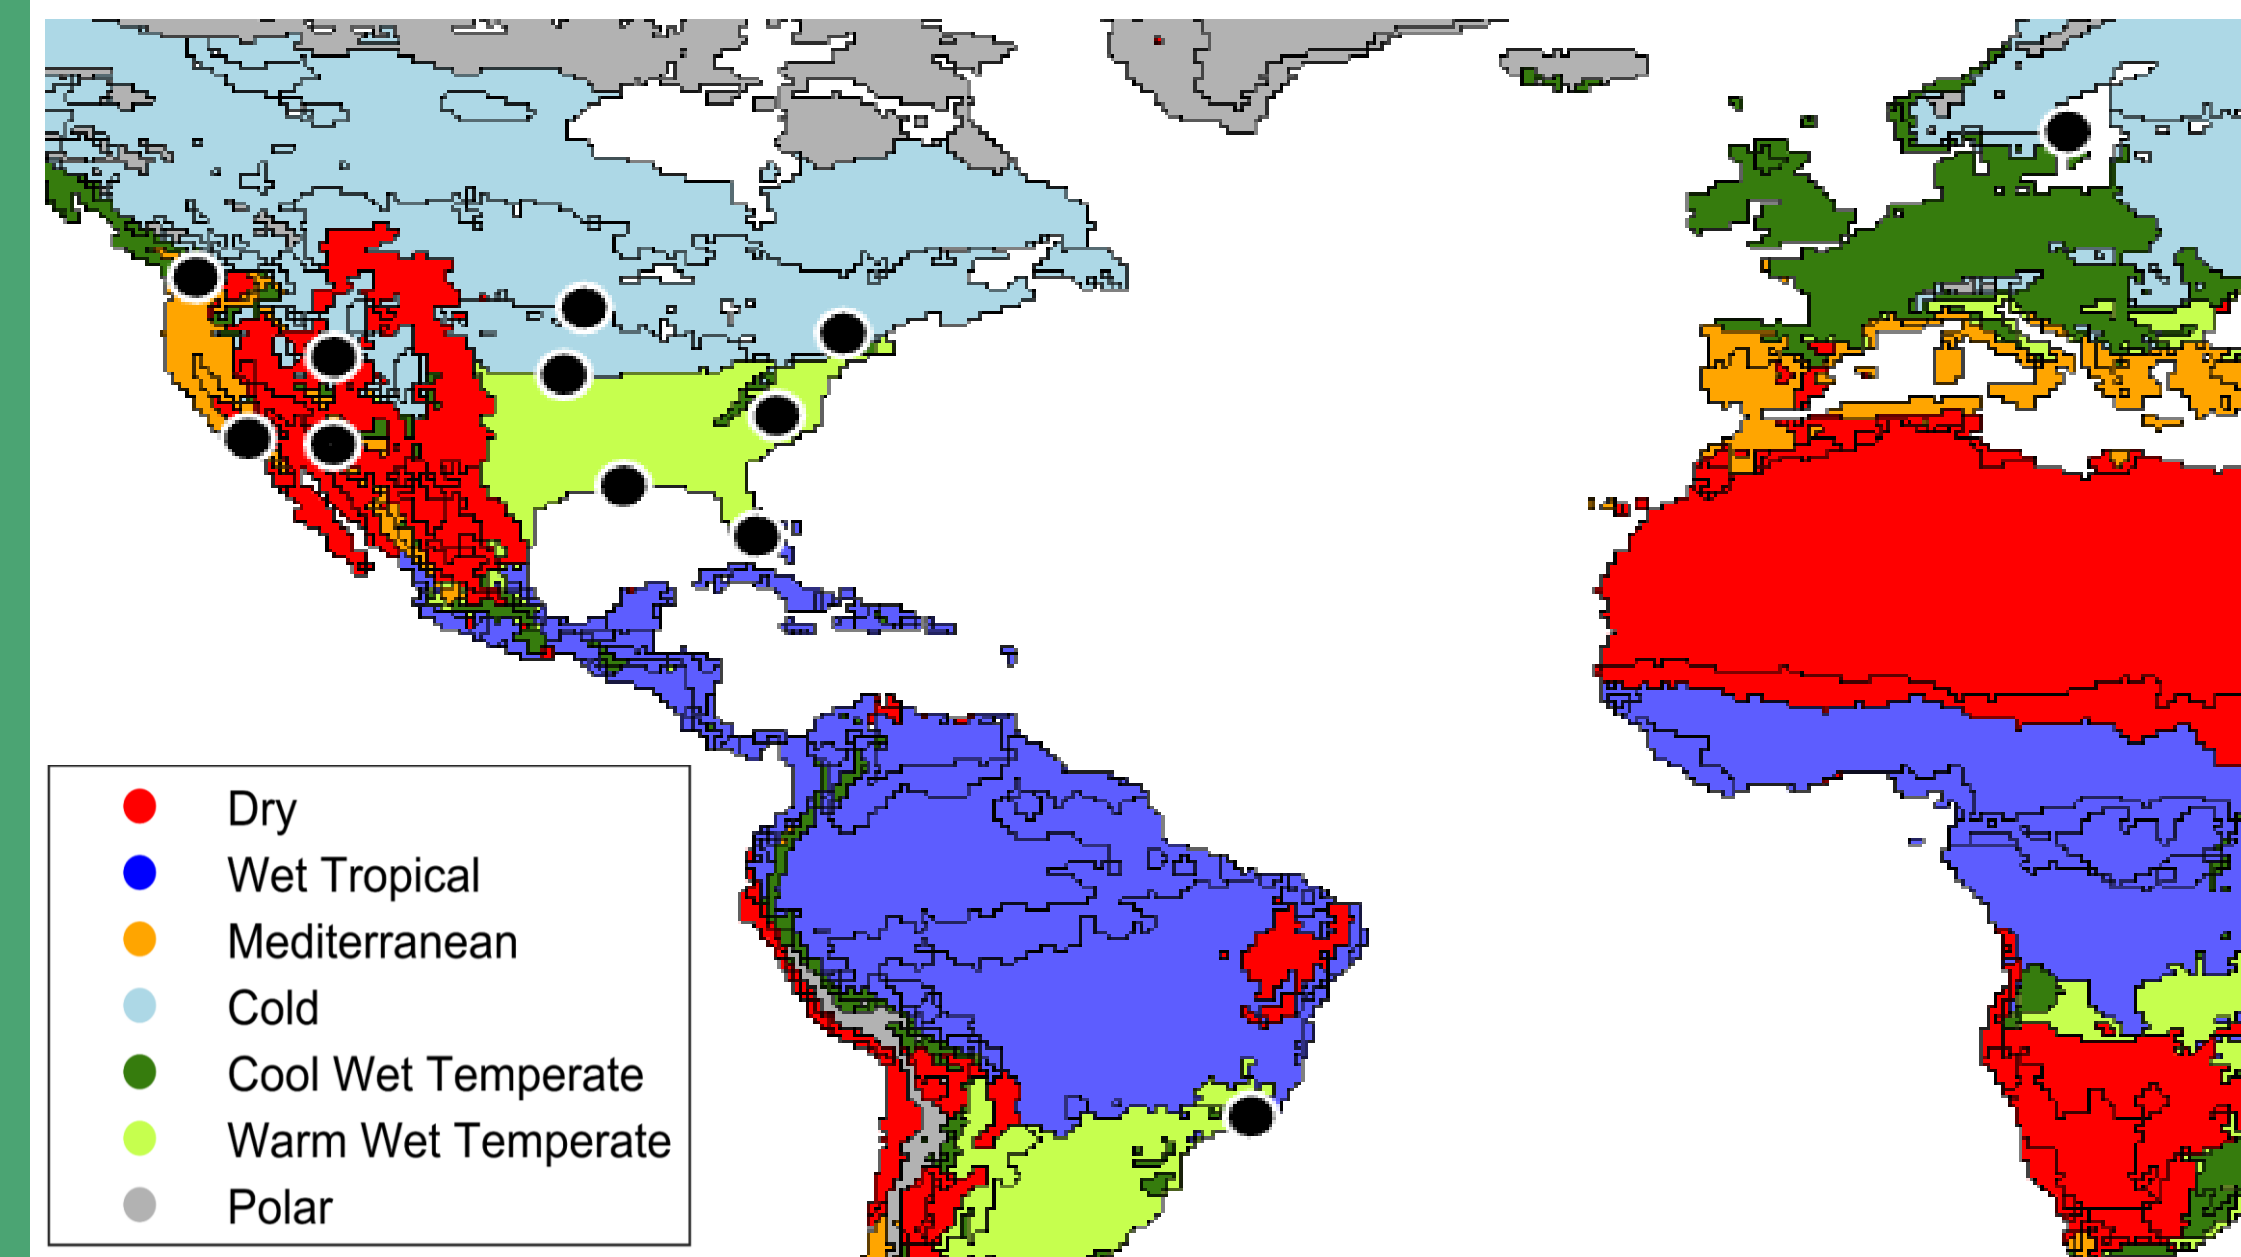 Dry
Wet Tropical
Mediterranean
Cold
Cool Wet Temperate
Warm Wet Temperate
Polar